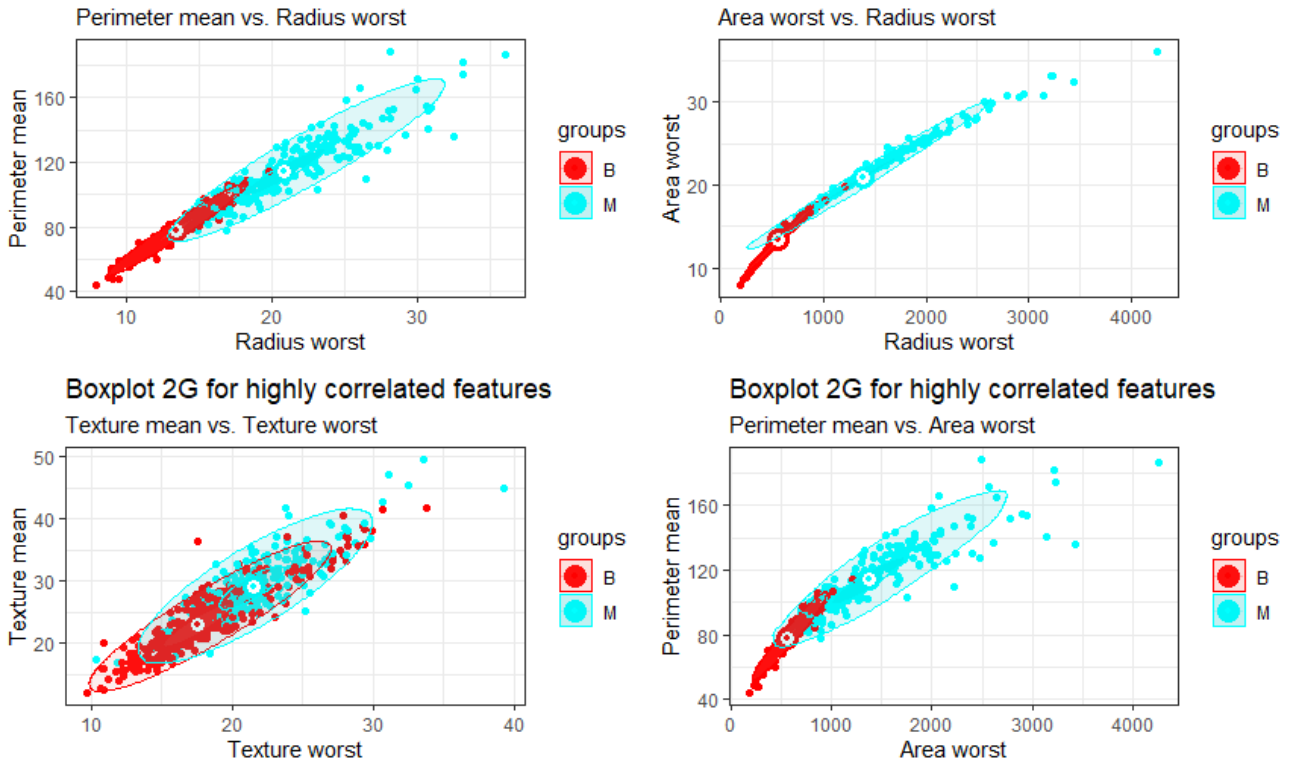 Perimeter mean vs. Radius worst
Perimeter mean
160
120
80
40
10
20
30
Radius worst
groups
B
M
Area worst vs. Radius worst
Area worst
30
20
10
0
1000
2000
3000
4000
Radius worst
groups
B
M
Boxplot 2G for highly correlated features
Texture mean vs. Texture worst
Texture mean
50
40
30
20
10
20
30
40
Texture worst
groups
B
M
Boxplot 2G for highly correlated features
Perimeter mean vs. Area worst
Perimeter mean
160
120
80
40
0
1000
2000
3000
4000
Area worst
groups
B
M